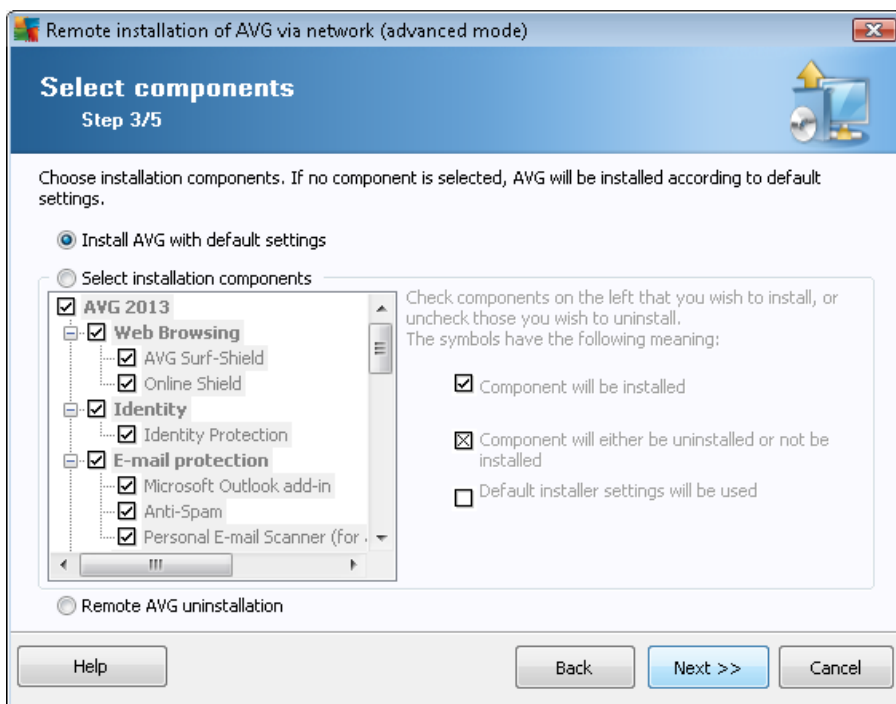 Remote installation of AVG via network (advanced mode)
Select components
Step 3/5
Choose installation components. If no component is selected, AVG will be installed according to default
settings.
Install AVG with default settings
Select installation components
AVG 2013
Web Browsing
AVG Surf-Shield
Online Shield
Identity
Identity Protection
E-mail protection
Microsoft Outlook add-in
Anti-Spam
Personal E-mail Scanner (for
Check components on the left that you wish to install, or
uncheck those you wish to uninstall.
The symbols have the following meaning:
Component will be installed
Component will either be uninstalled or not be
installed
Default installer settings will be used
Remote AVG uninstallation
Help
Back
Next >>
Cancel